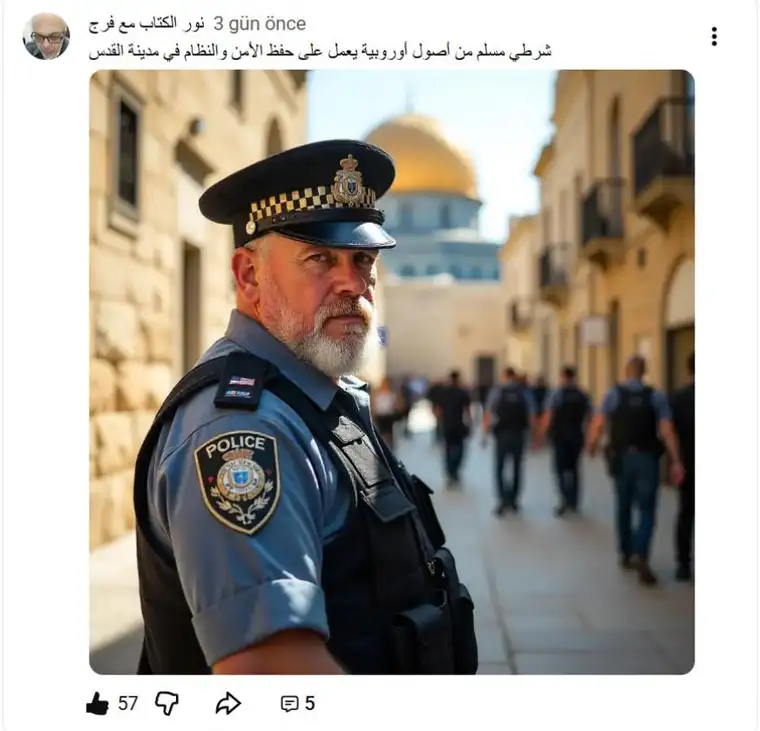 نور الكتاب مع فرج 3 gün önce
شرطي مسلم من أصول أوروبية يعمل على حفظ الأمن والنظام في مدينة القدس
POLICE
57 5